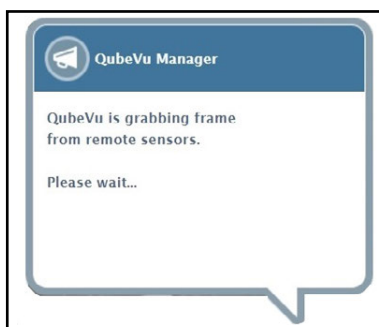 QubeVu Manager
QubeVu is grabbing frame
from remote sensors.
Please wait...